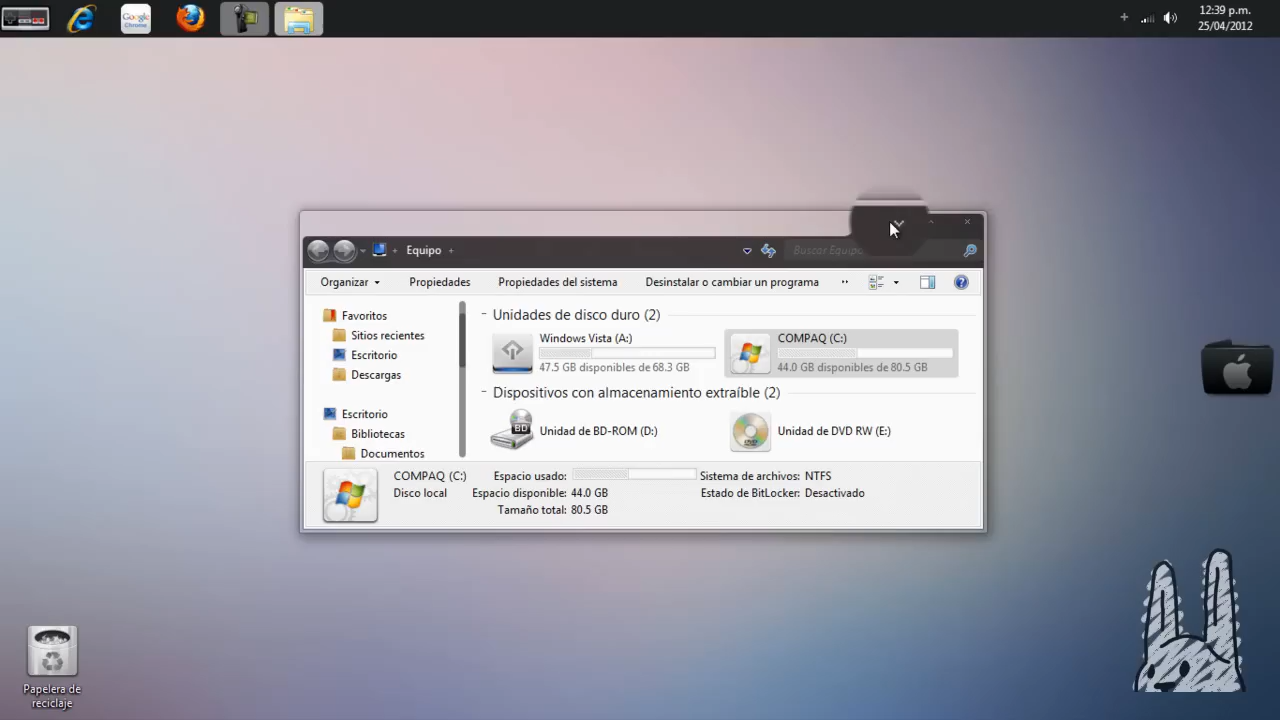 Google
Chrome
12:39 p.m.
25/04/2012
Equipo
Buscar Equipo
Organizar
Propiedades
Propiedades del sistema
Desinstalar o cambiar un programa
Favoritos
Sitios recientes
Escritorio
Descargas
Escritorio
Bibliotecas
Documentos
Unidades de disco duro (2)
Windows Vista (A:)
47.5 GB disponibles de 68.3 GB
COMPAQ (C:)
44.0 GB disponibles de 80.5 GB
Dispositivos con almacenamiento extraíble (2)
BD
Unidad de BD-ROM (D:)
DVD
Unidad de DVD RW (E:)
COMPAQ (C:)
Disco local
Espacio usado:
Espacio disponible: 44.0 GB
Tamaño total: 80.5 GB
Sistema de archivos: NTFS
Estado de BitLocker: Desactivado
Papelera de
reciclaje